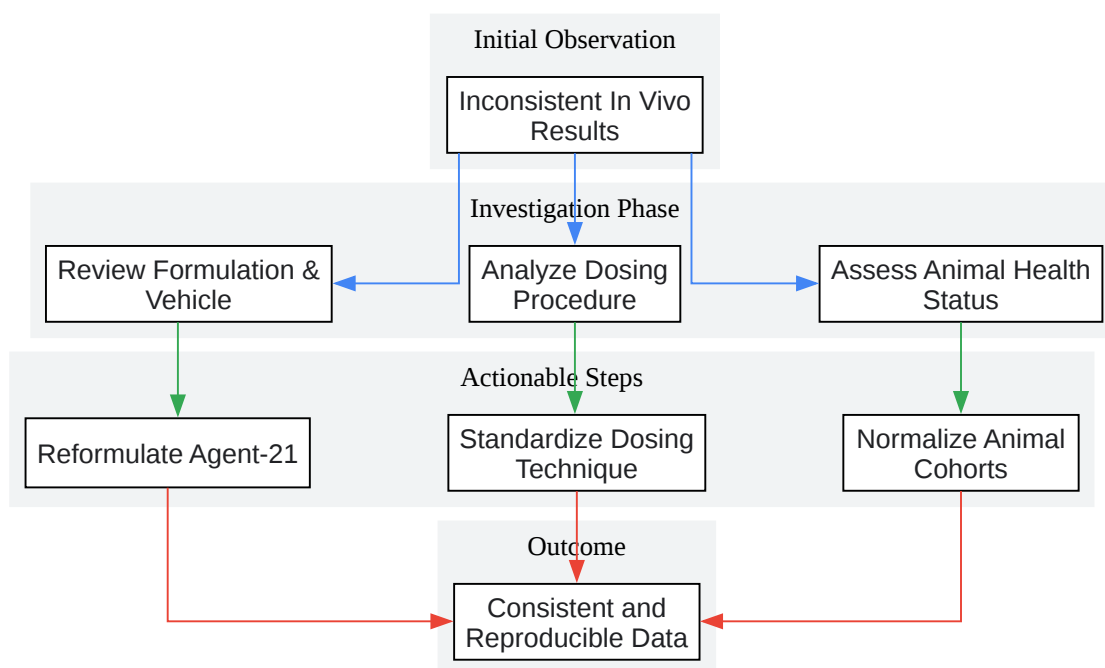 Initial Observation
Inconsistent In Vivo
Results
Investigation Phase
Review Formulation &
Vehicle
Analyze Dosing
Procedure
Assess Animal Health
Status
Actionable Steps
Reformulate Agent-21
Standardize Dosing
Technique
Normalize Animal
Cohorts
Outcome
Consistent and
Reproducible Data